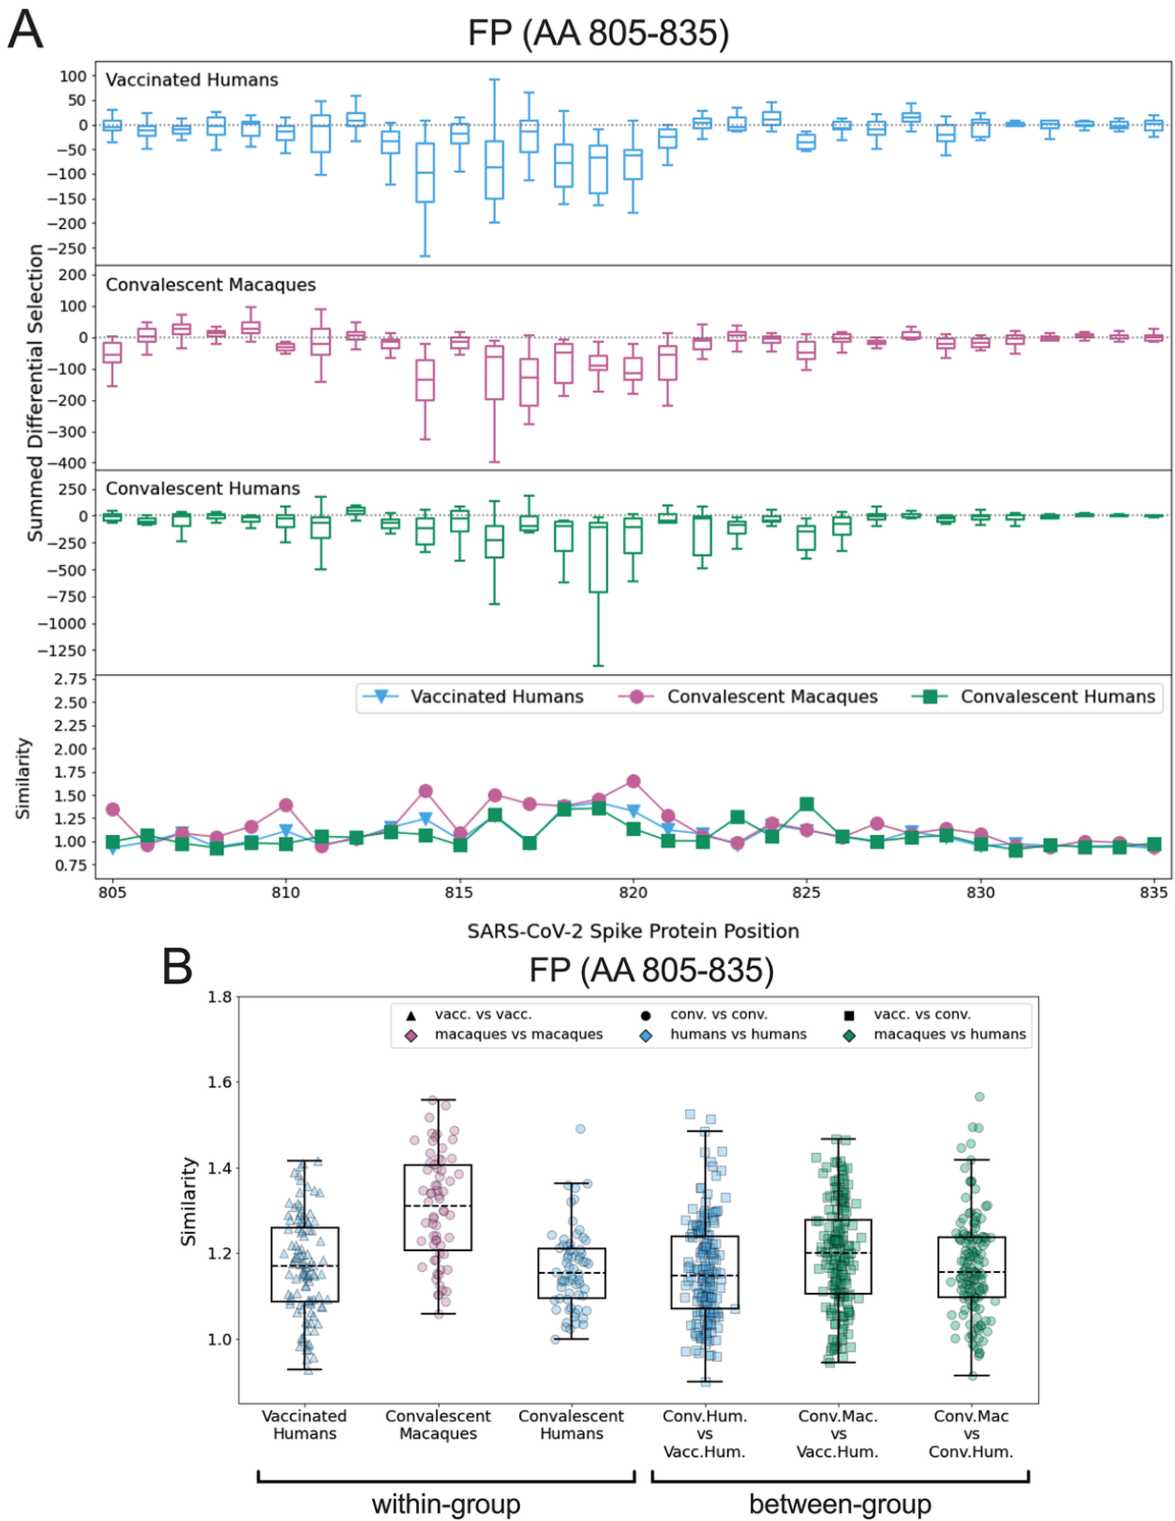 A
FP (AA 805-835)
Summed Differential Selection
Vaccinated Humans
100
50
0
−50
−100
−150
−200
−250
Convalescent Macaques
200
100
0
−100
−200
−300
−400
Convalescent Humans
250
0
−250
−500
−750
−1000
−1250
Similarity
2.75
2.50
2.25
2.00
1.75
1.50
1.25
1.00
0.75
Vaccinated Humans Convalescent Macaques Convalescent Humans
805 810 815 820 825 830 835
SARS-CoV-2 Spike Protein Position
B
FP (AA 805-835)
Similarity
1.8
1.6
1.4
1.2
1.0
vacc. vs vacc. conv. vs conv. vacc. vs conv.
macaques vs macaques humans vs humans macaques vs humans
Vaccinated Convalescent Convalescent Conv.Hum. Conv.Mac. Conv.Mac
Humans Macaques Humans vs vs vs
Vacc.Hum. Vacc.Hum. Conv.Hum.
within-group between-group